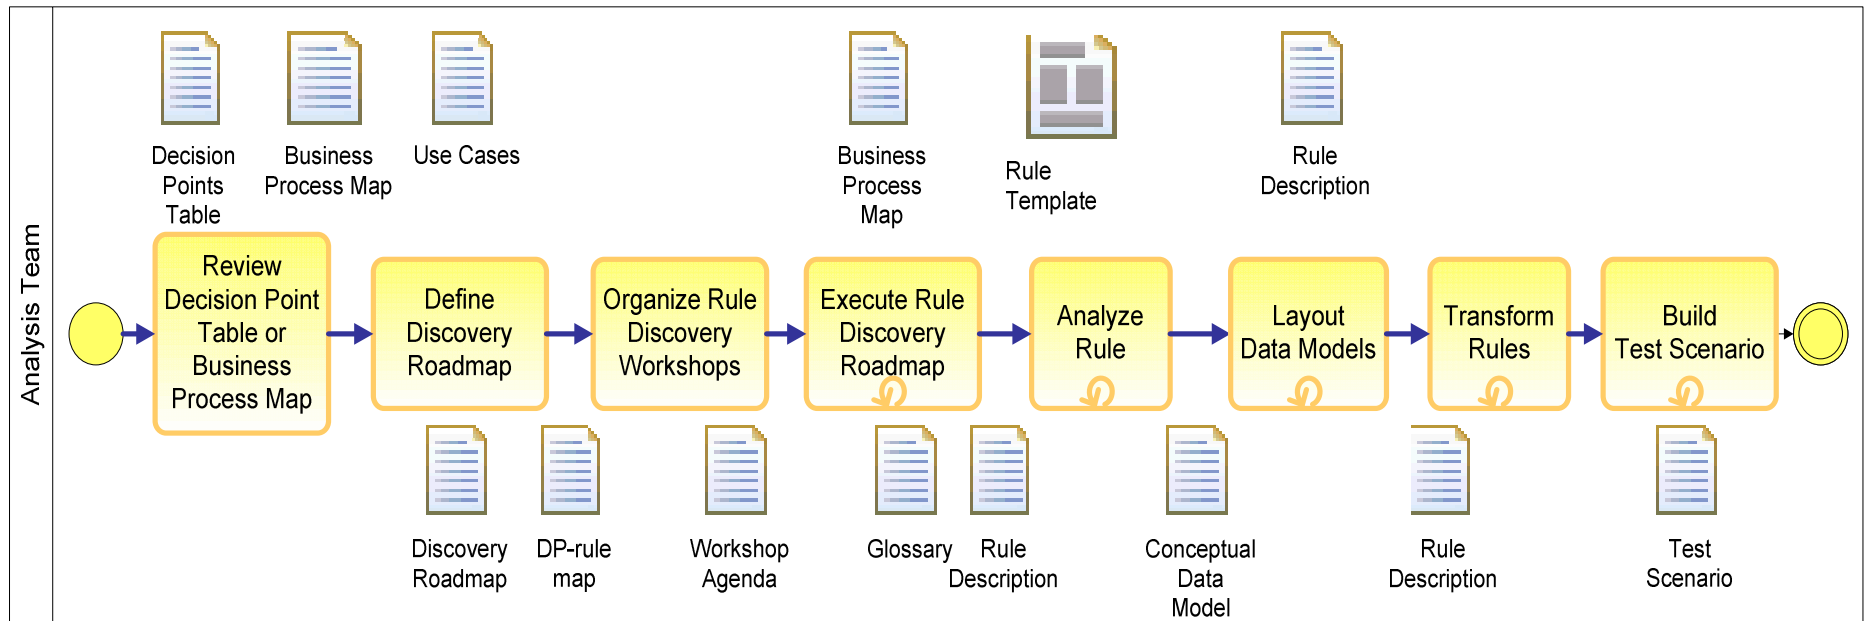 Analysis Team
Decision
Points
Table
Business
Process Map
Use Cases
Business
Process
Map
Rule
Template
Rule
Description
Review
Decision Point
Table or
Business
Process Map
Define
Discovery
Roadmap
Organize Rule
Discovery
Workshops
Execute Rule
Discovery
Roadmap
Analyze
Rule
Layout
Data Models
Transform
Rules
Build
Test Scenario
Discovery
Roadmap
DP-rule
map
Workshop
Agenda
Glossary
Rule
Description
Conceptual
Data
Model
Rule
Description
Test
Scenario